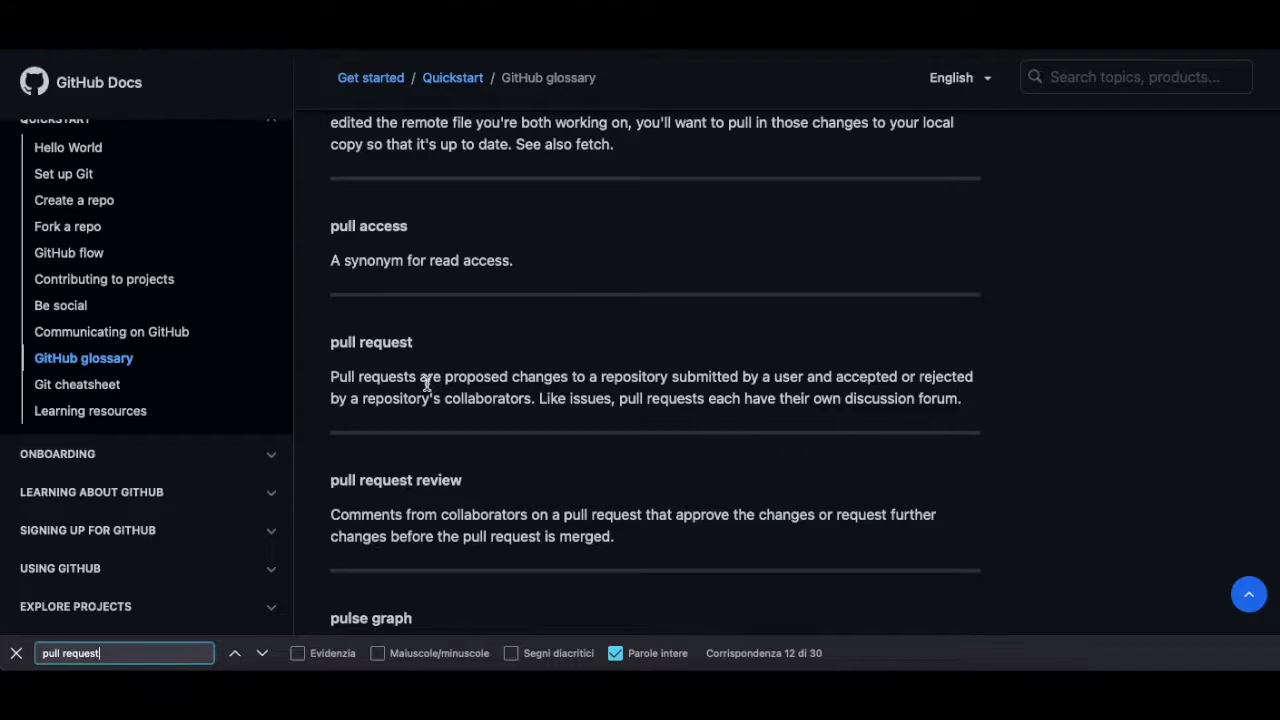 GitHub Docs
Get started / Quickstart / GitHub glossary
English
Search topics, products...
QUICKSTART
Hello World
Set up Git
Create a repo
Fork a repo
GitHub flow
Contributing to projects
Be social
Communicating on GitHub
GitHub glossary
Git cheatsheet
Learning resources
ONBOARDING
LEARNING ABOUT GITHUB
SIGNING UP FOR GITHUB
USING GITHUB
EXPLORE PROJECTS
edited the remote file you're both working on, you'll want to pull in those changes to your local
copy so that it's up to date. See also fetch.
pull access
A synonym for read access.
pull request
Pull requests are proposed changes to a repository submitted by a user and accepted or rejected
by a repository's collaborators. Like issues, pull requests each have their own discussion forum.
pull request review
Comments from collaborators on a pull request that approve the changes or request further
changes before the pull request is merged.
pulse graph
pull request
Evidenzia
Maiuscole/minuscole
Segni diacritici
Parole intere
Corrispondenza 12 di 30